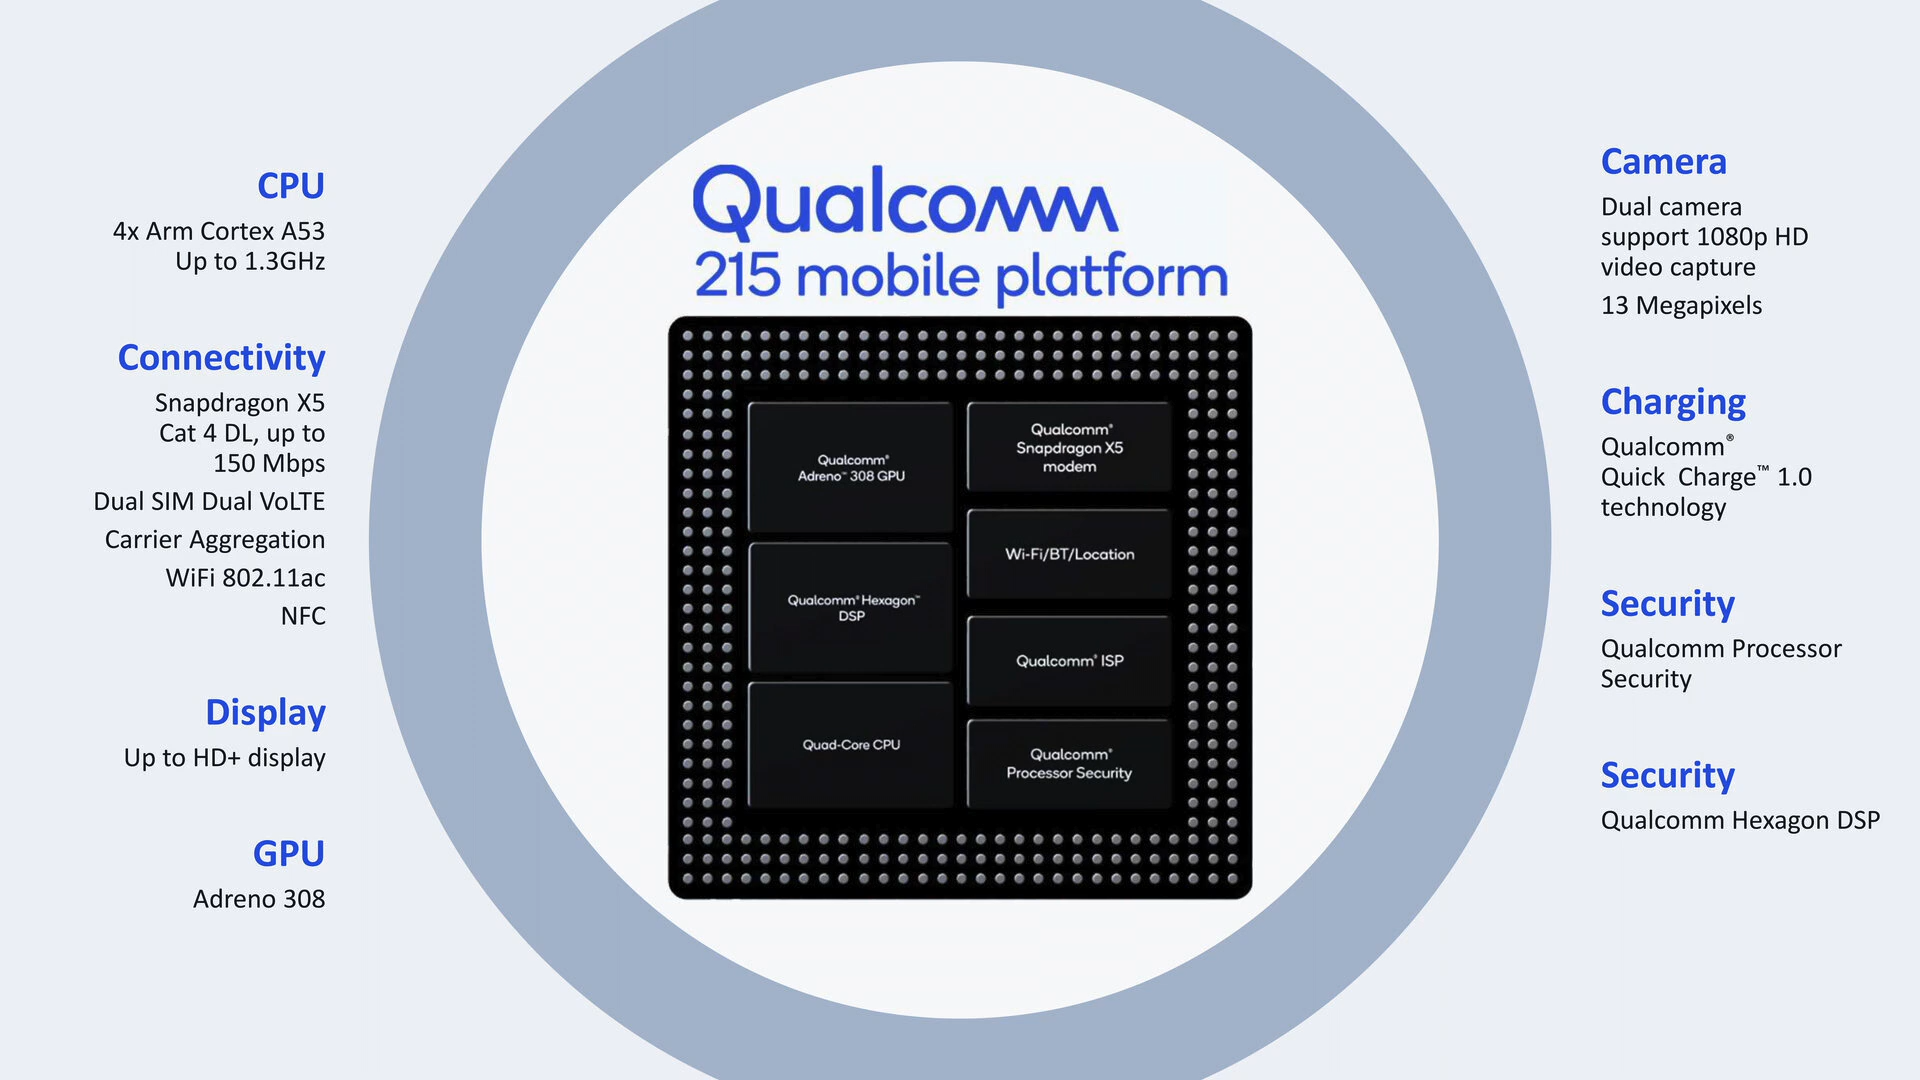 CPU
4x Arm Cortex A53
Up to 1.3GHz
Connectivity
Snapdragon X5
Cat 4 DL, up to
150 Mbps
Dual SIM Dual VoLTE
Carrier Aggregation
WiFi 802.11ac
NFC
Display
Up to HD+ display
GPU
Adreno 308
Qualcomm
215 mobile platform
Qualcomm®
Adreno™ 308 GPU
Qualcomm® Hexagon™
DSP
Quad-Core CPU
Qualcomm®
Snapdragon X5
modem
Wi-Fi/BT/Location
Qualcomm® ISP
Qualcomm®
Processor Security
Camera
Dual camera
support 1080p HD
video capture
13 Megapixels
Charging
Qualcomm®
Quick Charge™ 1.0
technology
Security
Qualcomm Processor
Security
Security
Qualcomm Hexagon DSP